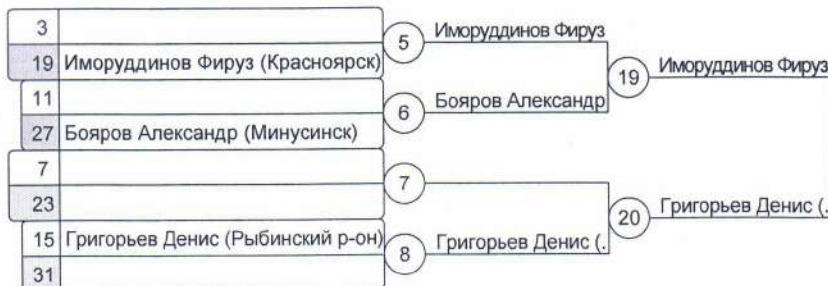 3
5 Иморуддинов Фируз
19 Иморуддинов Фируз (Красноярск)
19 Иморуддинов Фируз
11
6 Бояров Александр
27 Бояров Александр (Минусинск)
7
7
23
20 Григорьев Денис (.
15 Григорьев Денис (Рыбинский р-он)
8 Григорьев Денис (.
31